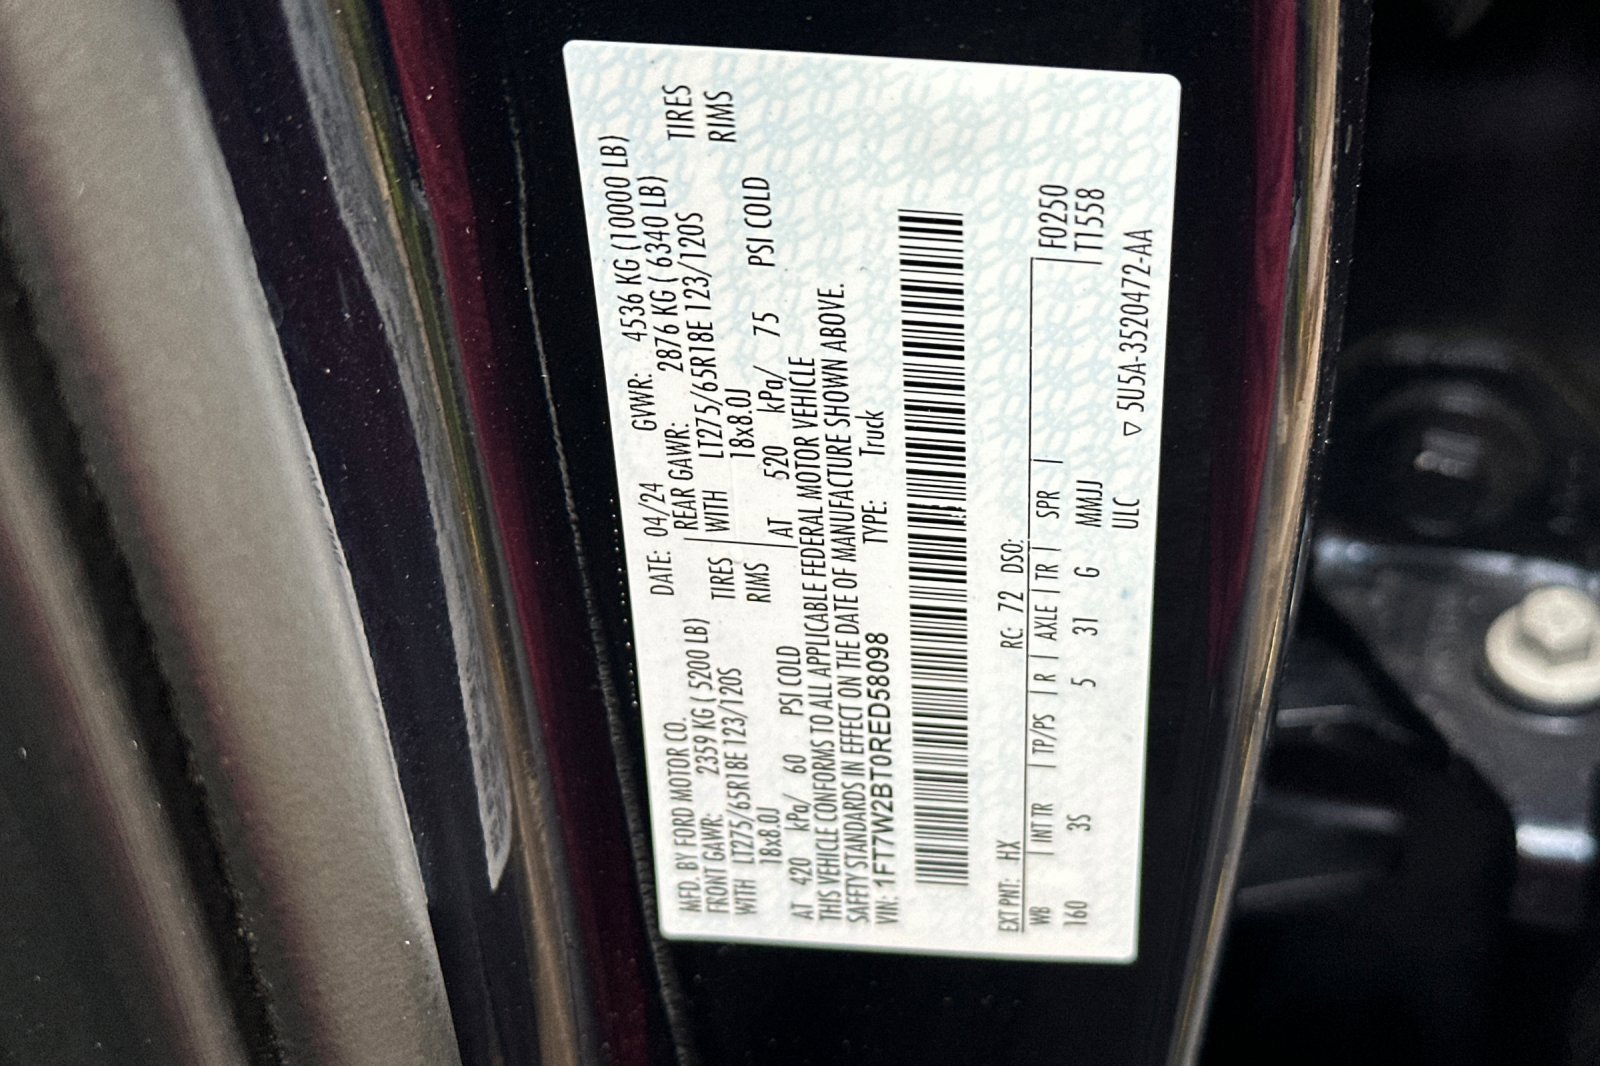 MFD. BY FORD MOTOR CO. DATE: 04/24 GVWR: 4536 KG (10000 LB)
FRONT GAWR: 2359 KG ( 5200 LB) REAR GAWR: 2876 KG ( 6340 LB)
WITH LT275/65R18E 123/120S TIRES WITH LT275/65R18E 123/120S TIRES
18x8.0J RIMS 18x8.0J RIMS
AT 420 kPa/ 60 PSI COLD AT 520 kPa/ 75 PSI COLD
THIS VEHICLE CONFORMS TO ALL APPLICABLE FEDERAL MOTOR VEHICLE
SAFETY STANDARDS IN EFFECT ON THE DATE OF MANUFACTURE SHOWN ABOVE.
VIN: 1FT7W2BT0RED58098 TYPE: Truck
EXT PNT: HX RC: 72 DSO:
WB INT TR TP/PS R AXLE TR SPR F0250
160 3S 5 31 G MMJJ T1558
ULC ▽ 5U5A-3520472-AA